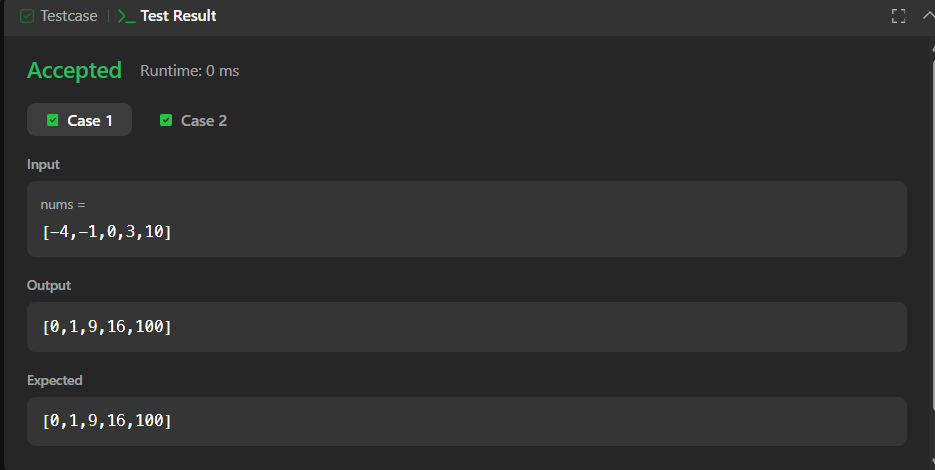 Testcase | >_ Test Result
Accepted Runtime: 0 ms
Case 1 Case 2
Input
nums =
[-4,-1,0,3,10]
Output
[0,1,9,16,100]
Expected
[0,1,9,16,100]